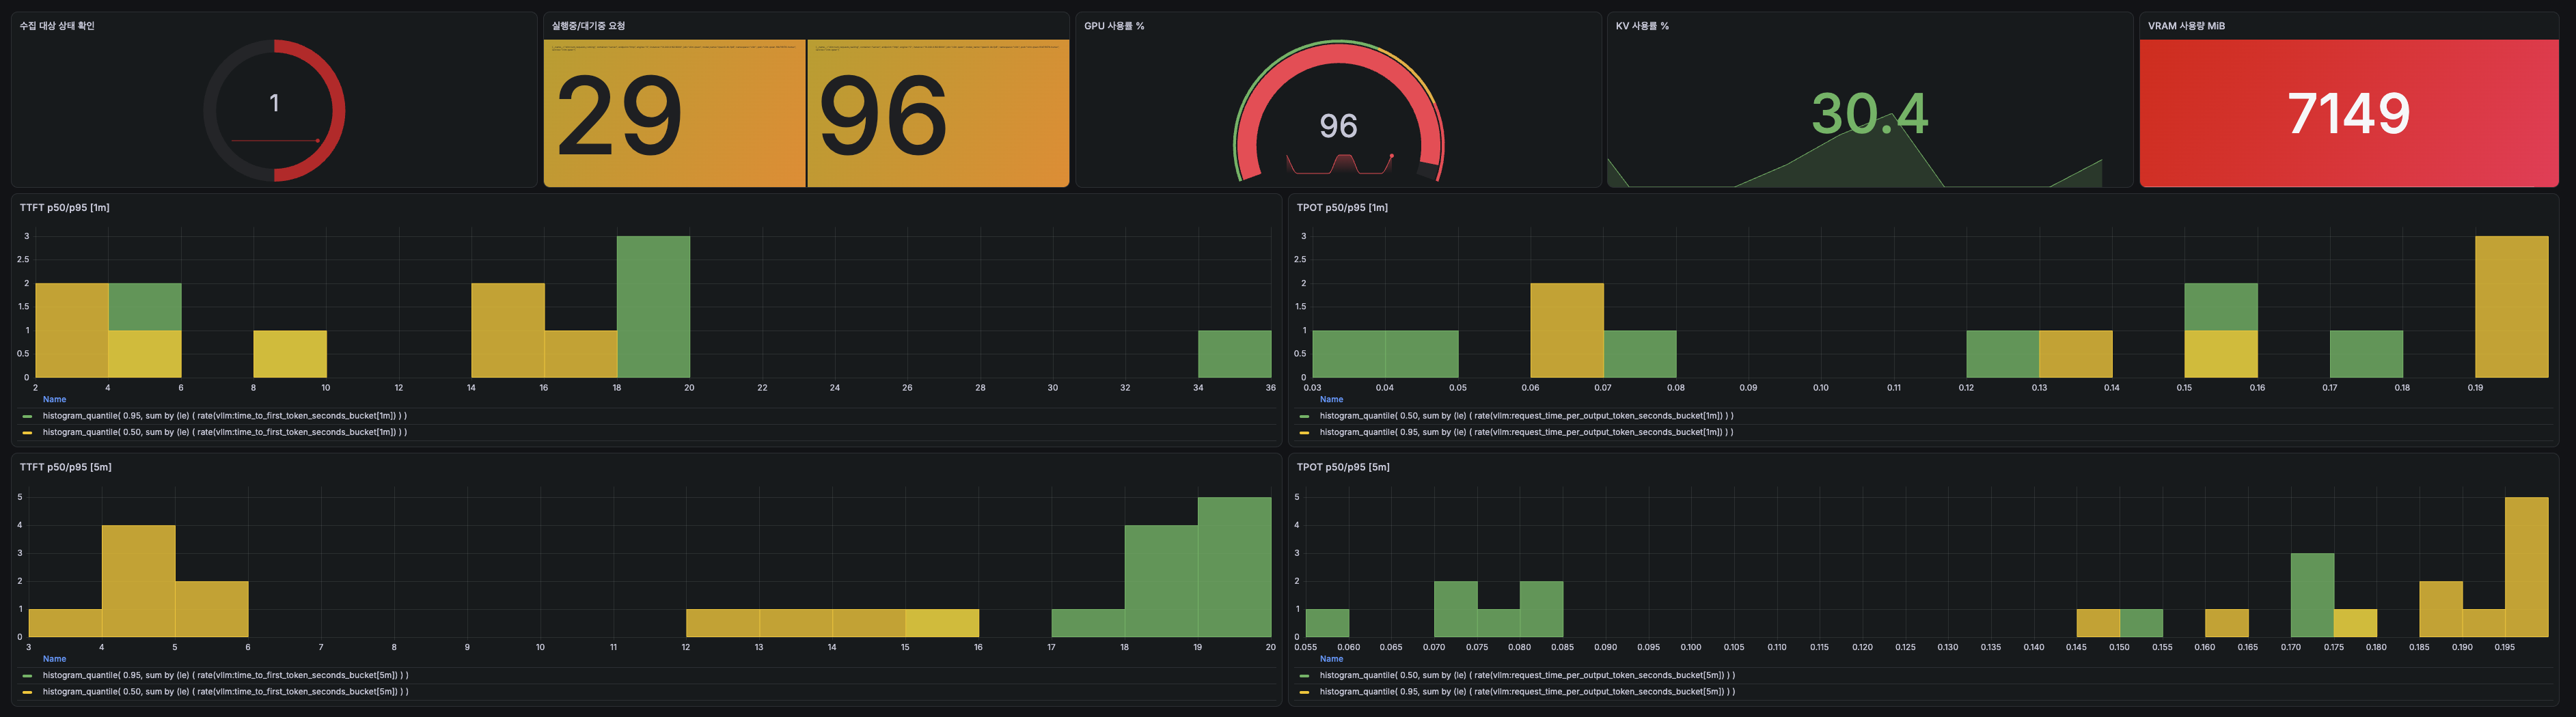 수집 대상 상태 확인
1
실행중/대기중 요청
29
96
GPU 사용률 %
96
KV 사용률 %
30.4
VRAM 사용량 MiB
7149
TTFT p50/p95 [1m]
3
2.5
2
1.5
1
0.5
0
2 4 6 8 10 12 14 16 18 20 22 24 26 28 30 32 34 36
Name
histogram_quantile( 0.95, sum by (le) ( rate(vllm:time_to_first_token_seconds_bucket[1m]) ) )
histogram_quantile( 0.50, sum by (le) ( rate(vllm:time_to_first_token_seconds_bucket[1m]) ) )
TPOT p50/p95 [1m]
3
2.5
2
1.5
1
0.5
0
0.03 0.04 0.05 0.06 0.07 0.08 0.09 0.10 0.11 0.12 0.13 0.14 0.15 0.16 0.17 0.18 0.19
Name
histogram_quantile( 0.50, sum by (le) ( rate(vllm:request_time_per_output_token_seconds_bucket[1m]) ) )
histogram_quantile( 0.95, sum by (le) ( rate(vllm:request_time_per_output_token_seconds_bucket[1m]) ) )
TTFT p50/p95 [5m]
5
4
3
2
1
0
3 4 5 6 7 8 9 10 11 12 13 14 15 16 17 18 19 20
Name
histogram_quantile( 0.95, sum by (le) ( rate(vllm:time_to_first_token_seconds_bucket[5m]) ) )
histogram_quantile( 0.50, sum by (le) ( rate(vllm:time_to_first_token_seconds_bucket[5m]) ) )
TPOT p50/p95 [5m]
5
4
3
2
1
0
0.055 0.060 0.065 0.070 0.075 0.080 0.085 0.090 0.095 0.100 0.105 0.110 0.115 0.120 0.125 0.130 0.135 0.140 0.145 0.150 0.155 0.160 0.165 0.170 0.175 0.180 0.185 0.190 0.195
Name
histogram_quantile( 0.50, sum by (le) ( rate(vllm:request_time_per_output_token_seconds_bucket[5m]) ) )
histogram_quantile( 0.95, sum by (le) ( rate(vllm:request_time_per_output_token_seconds_bucket[5m]) ) )